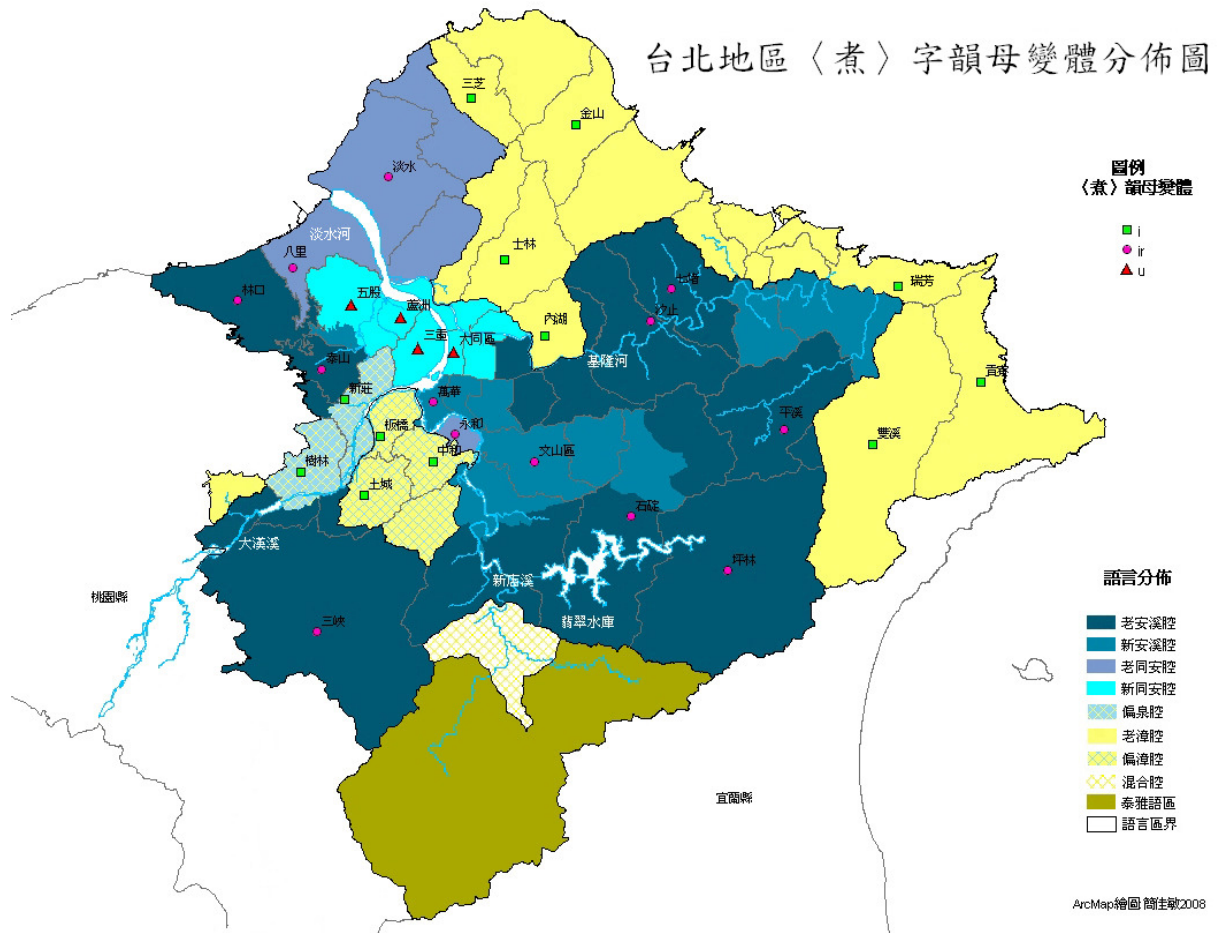 台北地區〈煮〉字韻母變體分佈圖
三芝
金山
圖例
〈煮〉韻母變體
淡水
i
ir
u
淡水河
士林
八里
七堵
瑞芳
林口
五股
蘆洲
汐止
內湖
三重
大同區
基隆河
泰山
貢寮
新莊
萬華
平溪
板橋
永和
雙溪
中和
文山區
樹林
土城
石碇
大漢溪
坪林
新店溪
語言分佈
桃園縣
翡翠水庫
三峽
老安溪腔
新安溪腔
老同安腔
新同安腔
偏泉腔
老漳腔
偏漳腔
混合腔
宜蘭縣
泰雅語區
語言區界
ArcMap繪圖 簡佳敏2008